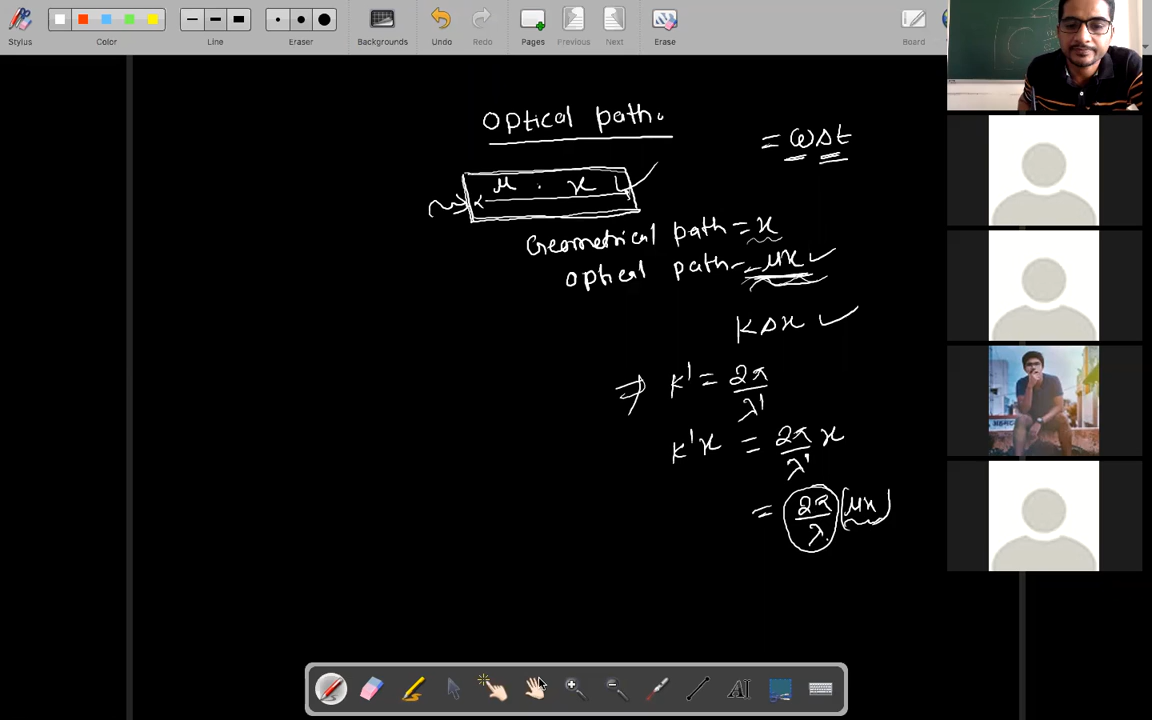 Stylus
Color
Line
Eraser
Backgrounds
Undo
Redo
Pages
Previous
Next
Erase
Board
Optical path.
= ωΔt
μ . x
Geometrical path = x
Optical path = μx
KΔx
⇒ K' = 2π/λ'
K'x = 2π/λ' x
= 2π/λ (μx)